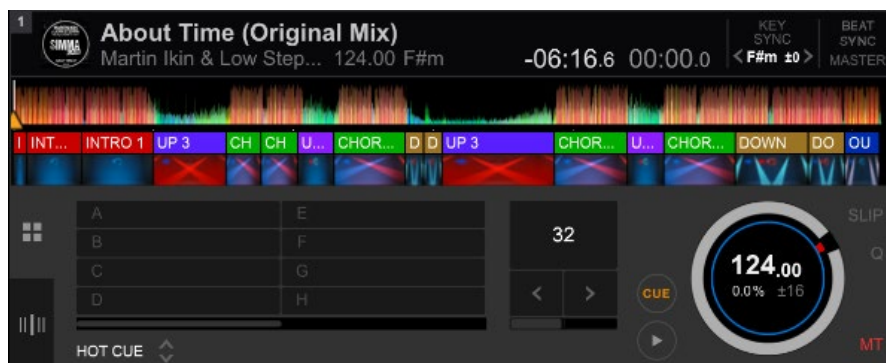 1
SIMMA
About Time (Original Mix)
Martin Ikin & Low Step... 124.00 F#m
-06:16.6 00:00.0
KEY SYNC
< F#m ±0 >
BEAT SYNC
MASTER
I INT... INTRO 1 UP 3 CH CH U... CHOR... D D UP 3 CHOR... U... CHOR... DOWN DO OU
A E
B F
C G
D H
HOT CUE
32
< >
CUE
124.00
0.0% ±16
SLIP
Q
MT